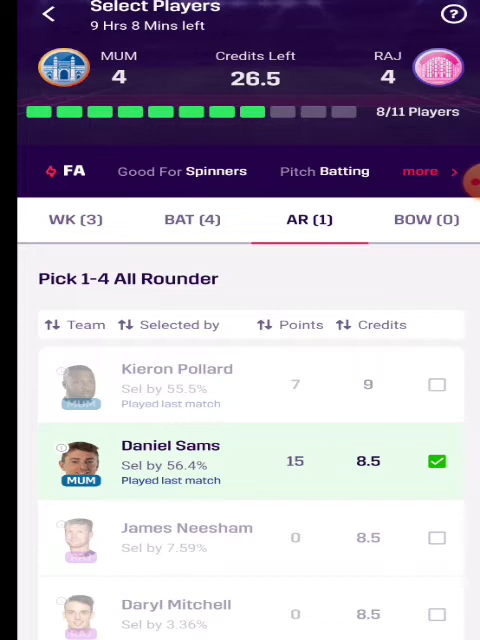 Select Players
9 Hrs 8 Mins left
MUM
4
Credits Left
26.5
RAJ
4
8/11 Players
FA
Good For Spinners
Pitch Batting
more >
WK (3)
BAT (4)
AR (1)
BOW (0)
Pick 1-4 All Rounder
Team
Selected by
Points
Credits
Kieron Pollard
Sel by 55.5%
Played last match
MUM
7
9
Daniel Sams
Sel by 56.4%
Played last match
MUM
15
8.5
James Neesham
Sel by 7.59%
RAJ
0
8.5
Daryl Mitchell
Sel by 3.36%
RAJ
0
8.5